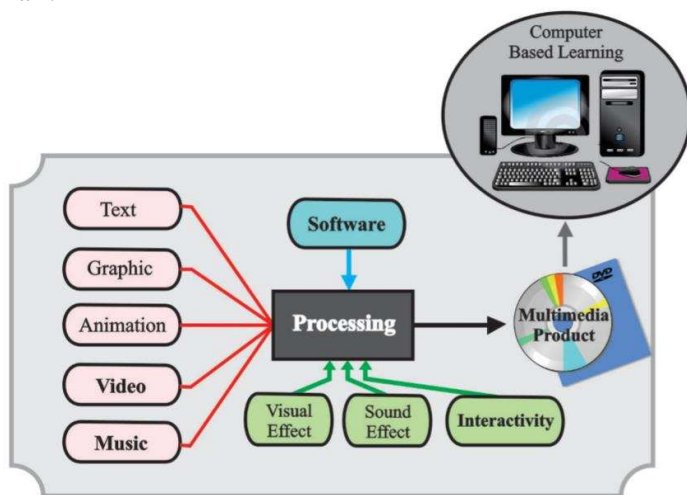 Computer
Based Learning
Text
Software
Graphic
Animation
Processing
DVD
Multimedia
Product
Video
Visual
Effect
Sound
Effect
Interactivity
Music